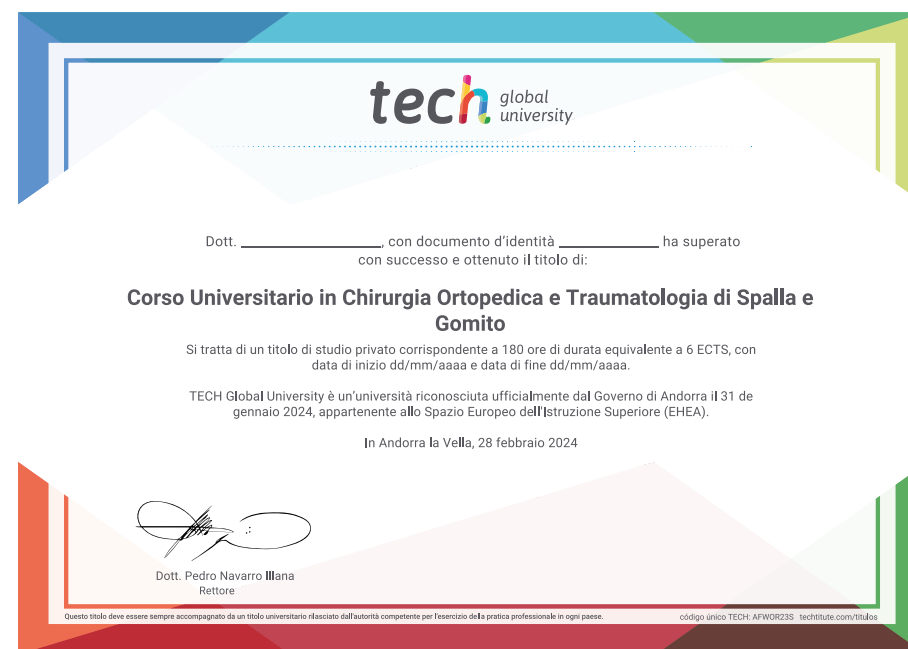 tech global university
Dott. ____________________, con documento d'identità ______________ ha superato
con successo e ottenuto il titolo di:
Corso Universitario in Chirurgia Ortopedica e Traumatologia di Spalla e
Gomito
Si tratta di un titolo di studio privato corrispondente a 180 ore di durata equivalente a 6 ECTS, con
data di inizio dd/mm/aaaa e data di fine dd/mm/aaaa.
TECH Global University è un'università riconosciuta ufficialmente dal Governo di Andorra il 31 de
gennaio 2024, appartenente allo Spazio Europeo dell'Istruzione Superiore (EHEA).
In Andorra la Vella, 28 febbraio 2024
Dott. Pedro Navarro Illana
Rettore
Questo titolo deve essere sempre accompagnato da un titolo universitario rilasciato dall'autorità competente per l'esercizio della pratica professionale in ogni paese.
código único TECH: AFWOR23S techtitute.com/titulos